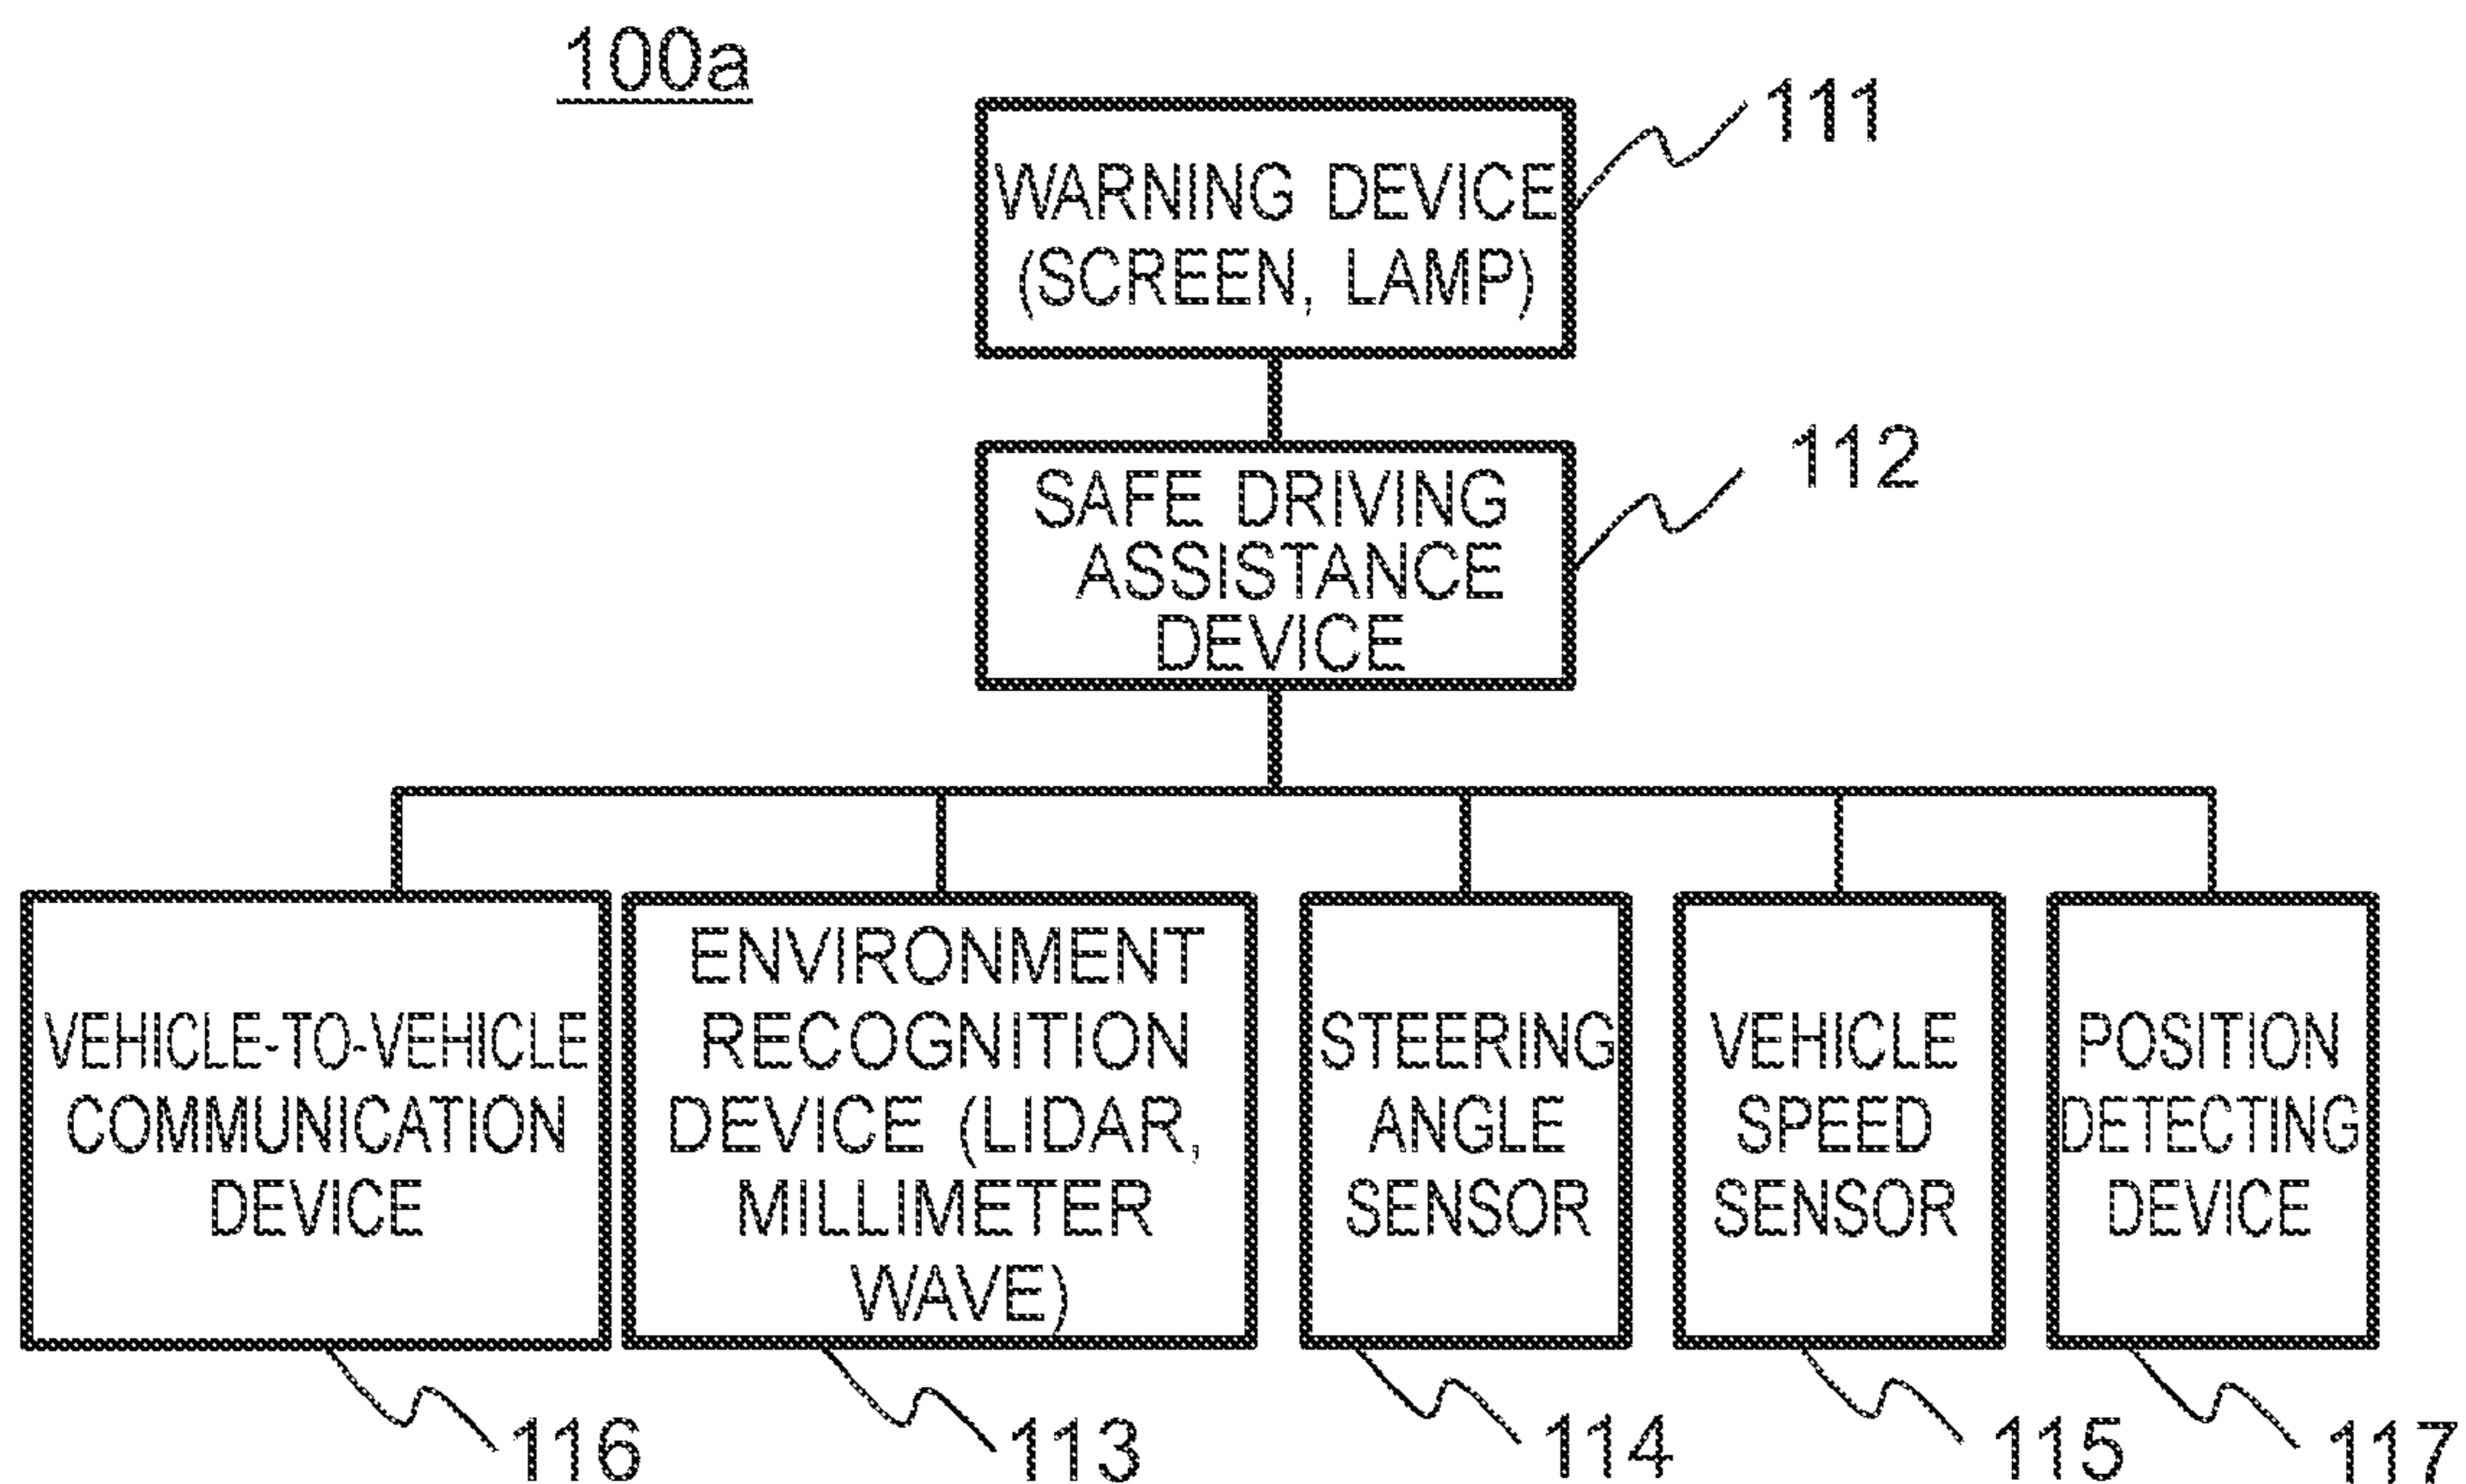 100a
WARNING DEVICE
(SCREEN, LAMP)
111
SAFE DRIVING
ASSISTANCE
DEVICE
112
VEHICLE-TO-VEHICLE
COMMUNICATION
DEVICE
116
ENVIRONMENT
RECOGNITION
DEVICE (LIDAR,
MILLIMETER
WAVE)
113
STEERING
ANGLE
SENSOR
114
VEHICLE
SPEED
SENSOR
115
POSITION
DETECTING
DEVICE
117